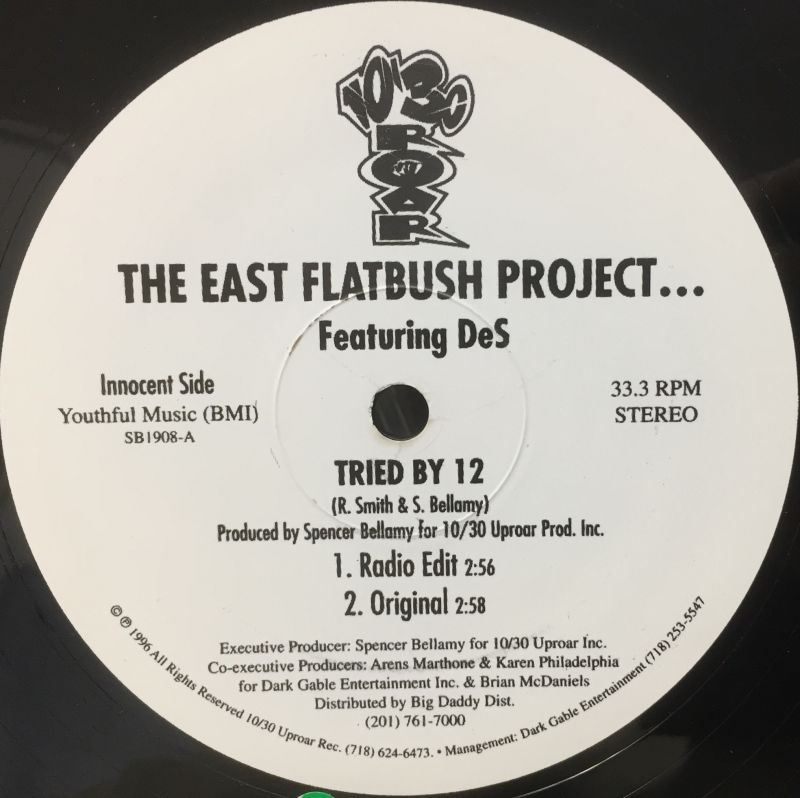 10/30
ROAR
THE EAST FLATBUSH PROJECT...
Featuring DeS
Innocent Side
Youthful Music (BMI)
SB1908-A
33.3 RPM
STEREO
TRIED BY 12
(R. Smith & S. Bellamy)
Produced by Spencer Bellamy for 10/30 Uproar Prod. Inc.
1. Radio Edit 2:56
2. Original 2:58
Executive Producer: Spencer Bellamy for 10/30 Uproar Inc.
Co-executive Producers: Arens Marthone & Karen Philadelphia
for Dark Gable Entertainment Inc. & Brian McDaniels
Distributed by Big Daddy Dist.
(201) 761-7000
© ℗ 1996 All Rights Reserved 10/30 Uproar Rec. (718) 624-6473. • Management: Dark Gable Entertainment (718) 253-5547